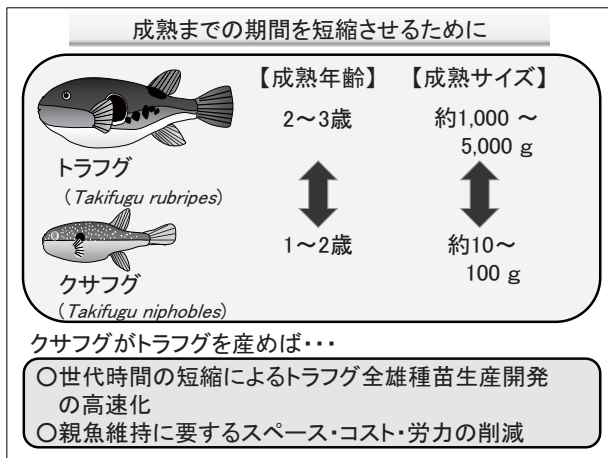 成熟までの期間を短縮させるために
【成熟年齢】 【成熟サイズ】
2～3歳 約1,000 ～
5,000 g
トラフグ
（Takifugu rubripes）
1～2歳 約10～
100 g
クサフグ
（Takifugu niphobles）
クサフグがトラフグを産めば・・・
○世代時間の短縮によるトラフグ全雄種苗生産開発
の高速化
○親魚維持に要するスペース・コスト・労力の削減